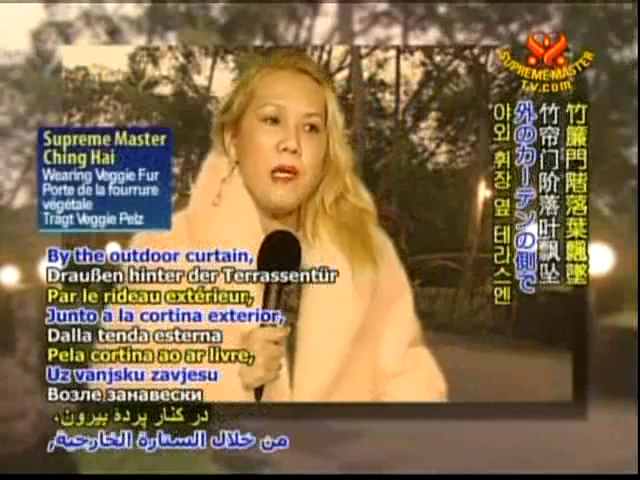 SUPREME MASTER
TV.com
Supreme Master
Ching Hai
Wearing Veggie Fur
Porte de la fourrure
végétale
Trägt Veggie Pelz
竹簾門階落葉飄墜
竹帘门阶落叶飘坠
外のカーテンの側で
야외 휘장 옆 테라스엔
By the outdoor curtain,
Draußen hinter der Terrassentür
Par le rideau extérieur,
Junto a la cortina exterior,
Dalla tenda esterna
Pela cortina ao ar livre,
Uz vanjsku zavjesu
Возле занавески
در کنار پردۀ بیرون،
من خلال الستارة الخارجية,